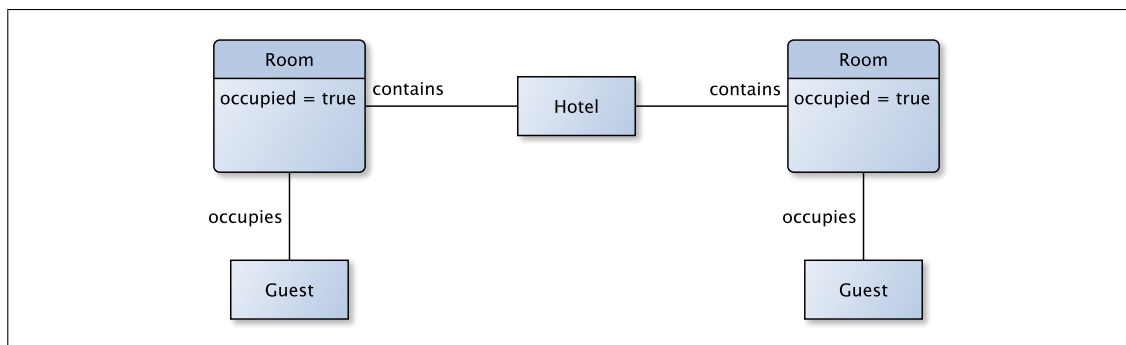 Room
occupied = true
contains
Hotel
contains
Room
occupied = true
occupies
Guest
occupies
Guest